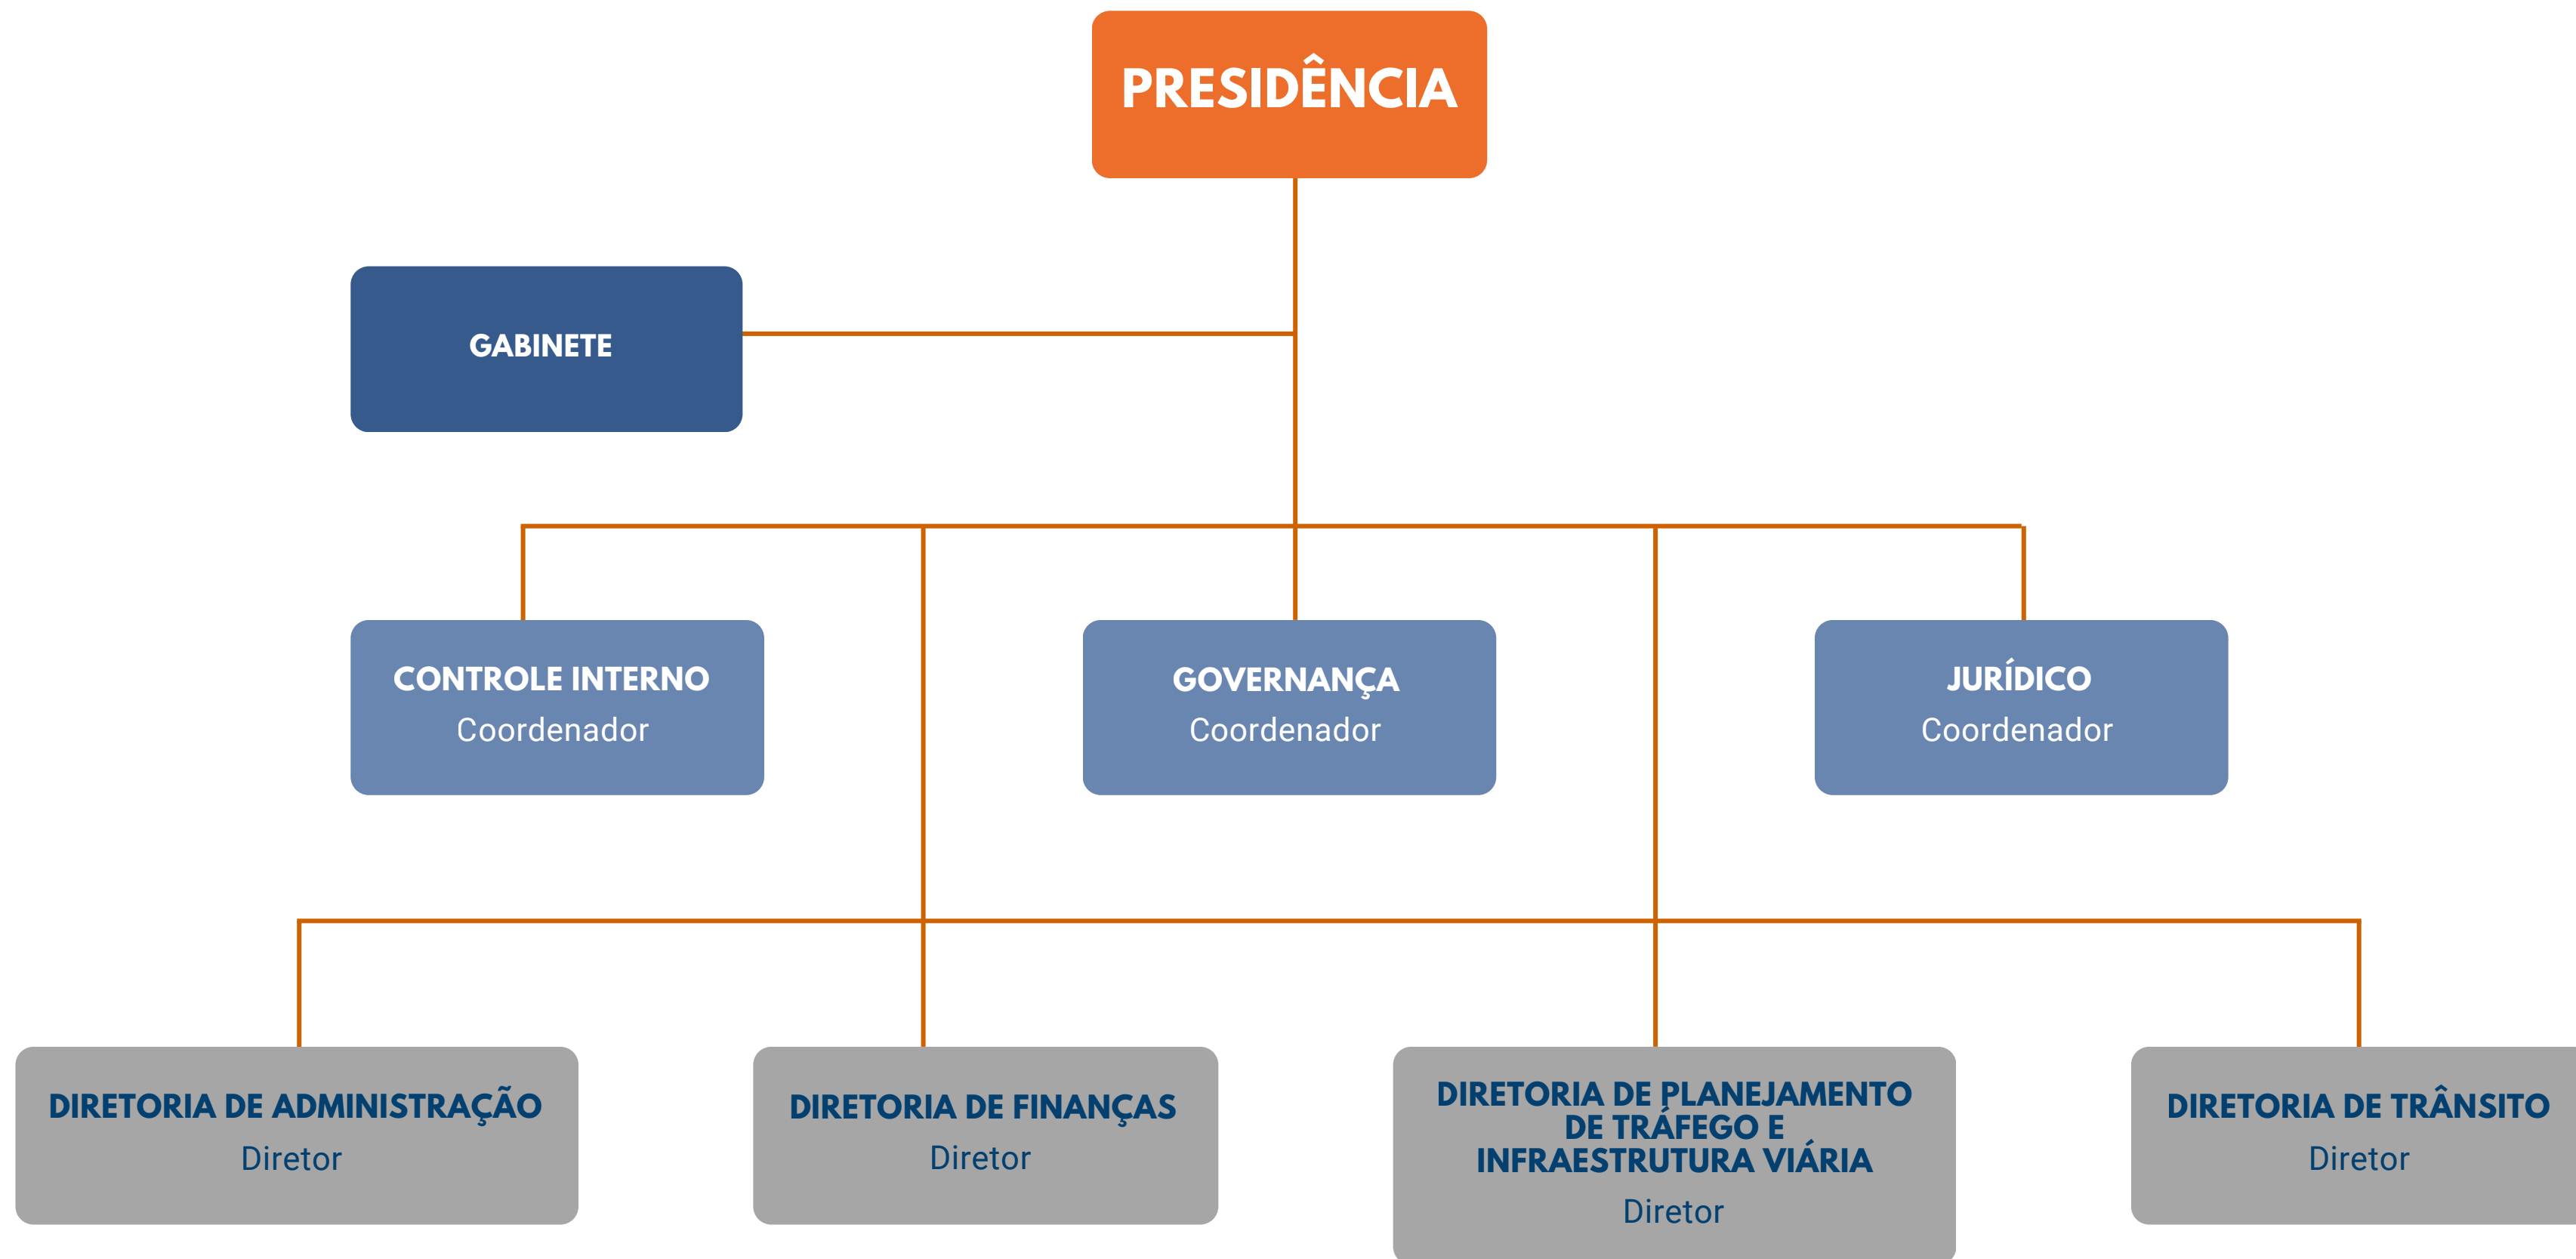 PRESIDÊNCIA
GABINETE
CONTROLE INTERNO
Coordenador
GOVERNANÇA
Coordenador
JURÍDICO
Coordenador
DIRETORIA DE ADMINISTRAÇÃO
Diretor
DIRETORIA DE FINANÇAS
Diretor
DIRETORIA DE PLANEJAMENTO
DE TRÁFEGO E
INFRAESTRUTURA VIÁRIA
Diretor
DIRETORIA DE TRÂNSITO
Diretor